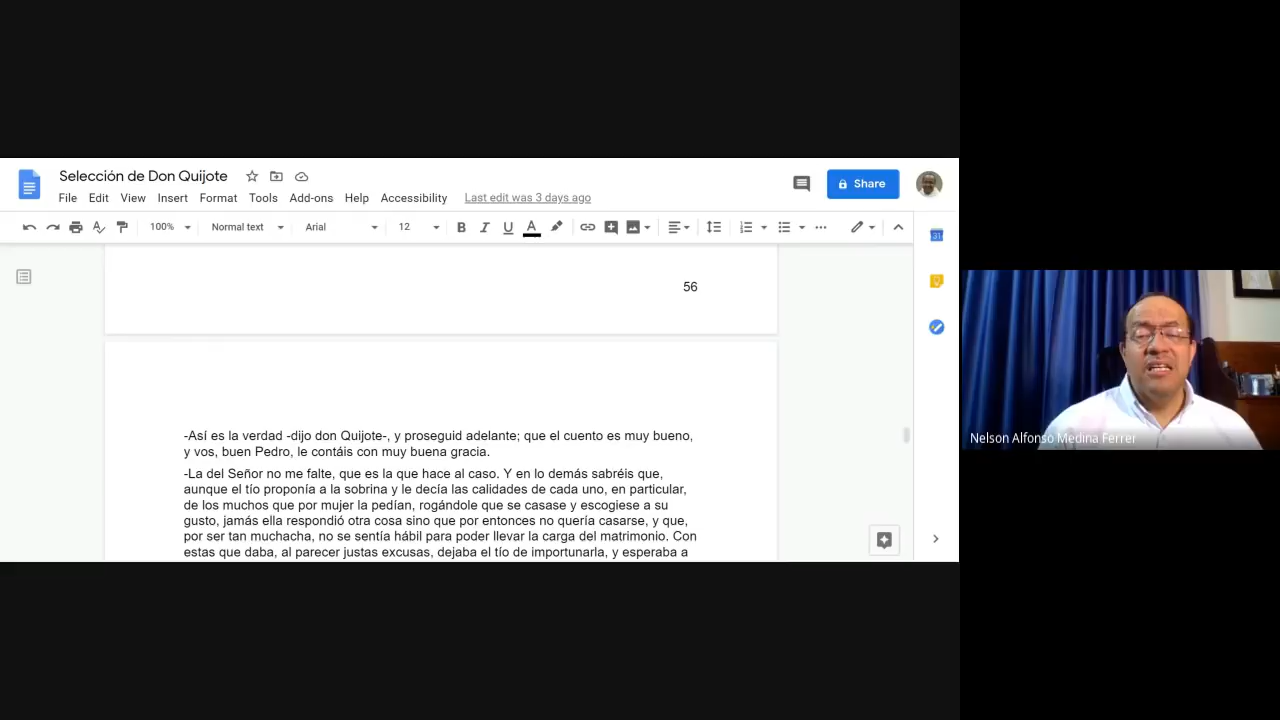 Selección de Don Quijote
File Edit View Insert Format Tools Add-ons Help Accessibility Last edit was 3 days ago
Share
100% Normal text Arial 12
56
-Así es la verdad -dijo don Quijote-, y proseguid adelante; que el cuento es muy bueno,
y vos, buen Pedro, le contáis con muy buena gracia.
-La del Señor no me falte, que es la que hace al caso. Y en lo demás sabréis que,
aunque el tío proponía a la sobrina y le decía las calidades de cada uno, en particular,
de los muchos que por mujer la pedían, rogándole que se casase y escogiese a su
gusto, jamás ella respondió otra cosa sino que por entonces no quería casarse, y que,
por ser tan muchacha, no se sentía hábil para poder llevar la carga del matrimonio. Con
estas que daba, al parecer justas excusas, dejaba el tío de importunarla, y esperaba a
Nelson Alfonso Medina Ferrer